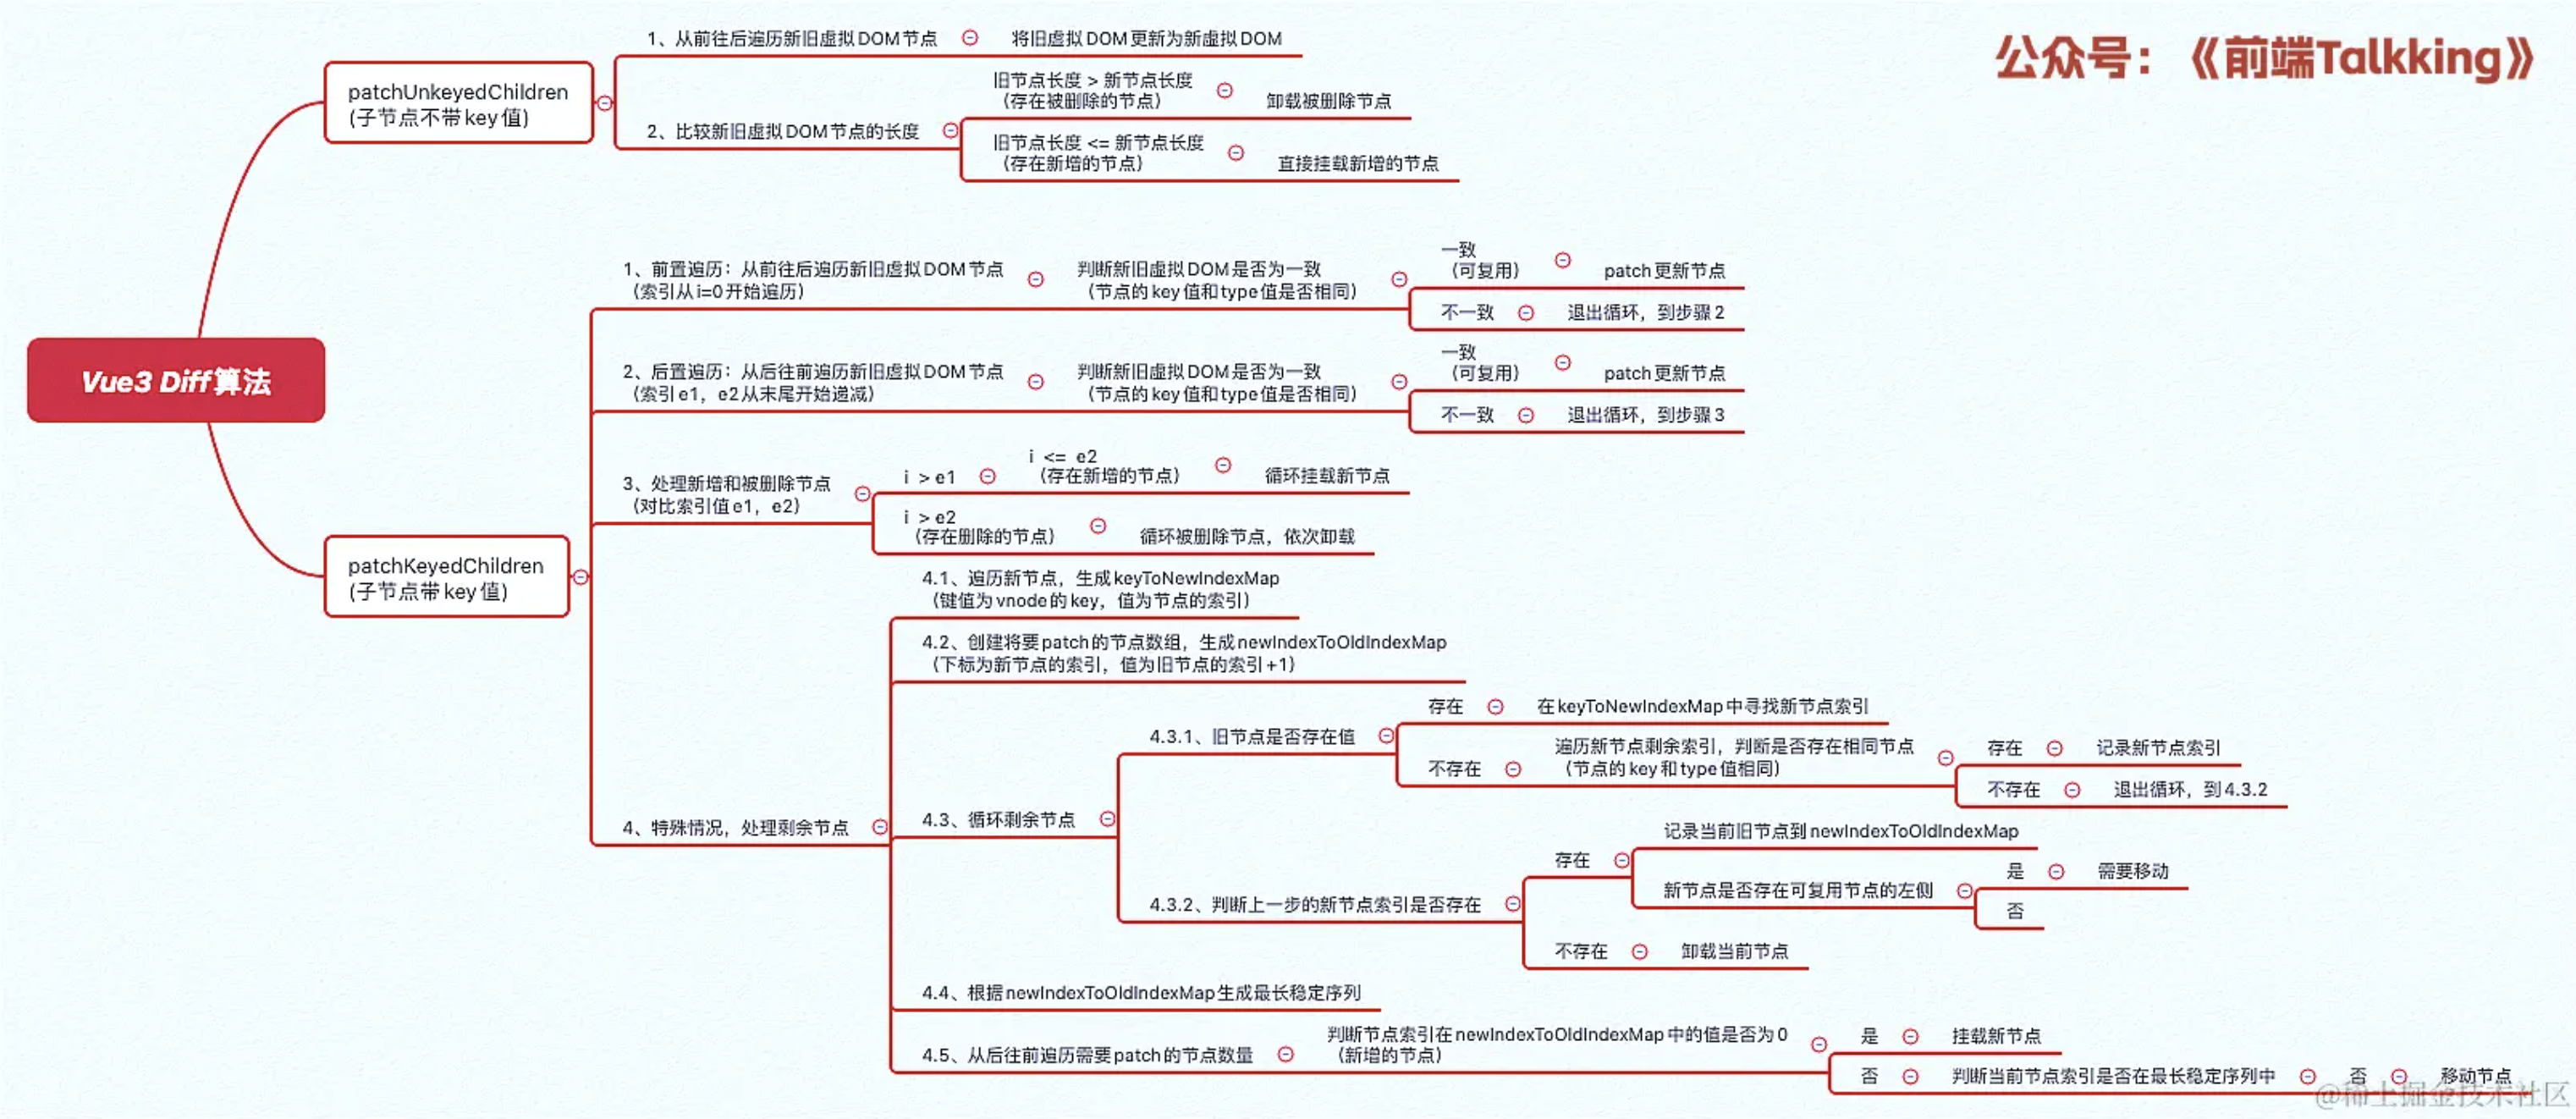 公众号：《前端Talkking》
1、从前往后遍历新旧虚拟DOM节点
将旧虚拟DOM更新为新虚拟DOM
patchUnkeyedChildren
(子节点不带key值)
2、比较新旧虚拟DOM节点的长度
旧节点长度 > 新节点长度
（存在被删除的节点）
卸载被删除节点
旧节点长度 <= 新节点长度
（存在新增的节点）
直接挂载新增的节点
Vue3 Diff算法
patchKeyedChildren
(子节点带key值)
1、前置遍历：从前往后遍历新旧虚拟DOM节点
（索引从i=0开始遍历）
判断新旧虚拟DOM是否为一致
（节点的key值和type值是否相同）
一致
（可复用）
patch更新节点
不一致
退出循环，到步骤2
2、后置遍历：从后往前遍历新旧虚拟DOM节点
（索引e1，e2从末尾开始递减）
判断新旧虚拟DOM是否为一致
（节点的key值和type值是否相同）
一致
（可复用）
patch更新节点
不一致
退出循环，到步骤3
3、处理新增和被删除节点
（对比索引值e1，e2）
i > e1
i <= e2
（存在新增的节点）
循环挂载新节点
i > e2
（存在删除的节点）
循环被删除节点，依次卸载
4、特殊情况，处理剩余节点
4.1、遍历新节点，生成keyToNewIndexMap
（键值为vnode的key，值为节点的索引）
4.2、创建将要patch的节点数组，生成newIndexToOldIndexMap
（下标为新节点的索引，值为旧节点的索引+1）
4.3、循环剩余节点
4.3.1、旧节点是否存在值
存在
在keyToNewIndexMap中寻找新节点索引
不存在
遍历新节点剩余索引，判断是否存在相同节点
（节点的key和type值相同）
存在
记录新节点索引
不存在
退出循环，到4.3.2
4.3.2、判断上一步的新节点索引是否存在
存在
记录当前旧节点到newIndexToOldIndexMap
新节点是否存在可复用节点的左侧
是
需要移动
否
不存在
卸载当前节点
4.4、根据newIndexToOldIndexMap生成最长稳定序列
4.5、从后往前遍历需要patch的节点数量
判断节点索引在newIndexToOldIndexMap中的值是否为0
（新增的节点）
是
挂载新节点
否
判断当前节点索引是否在最长稳定序列中
否
移动节点
@稀土掘金技术社区